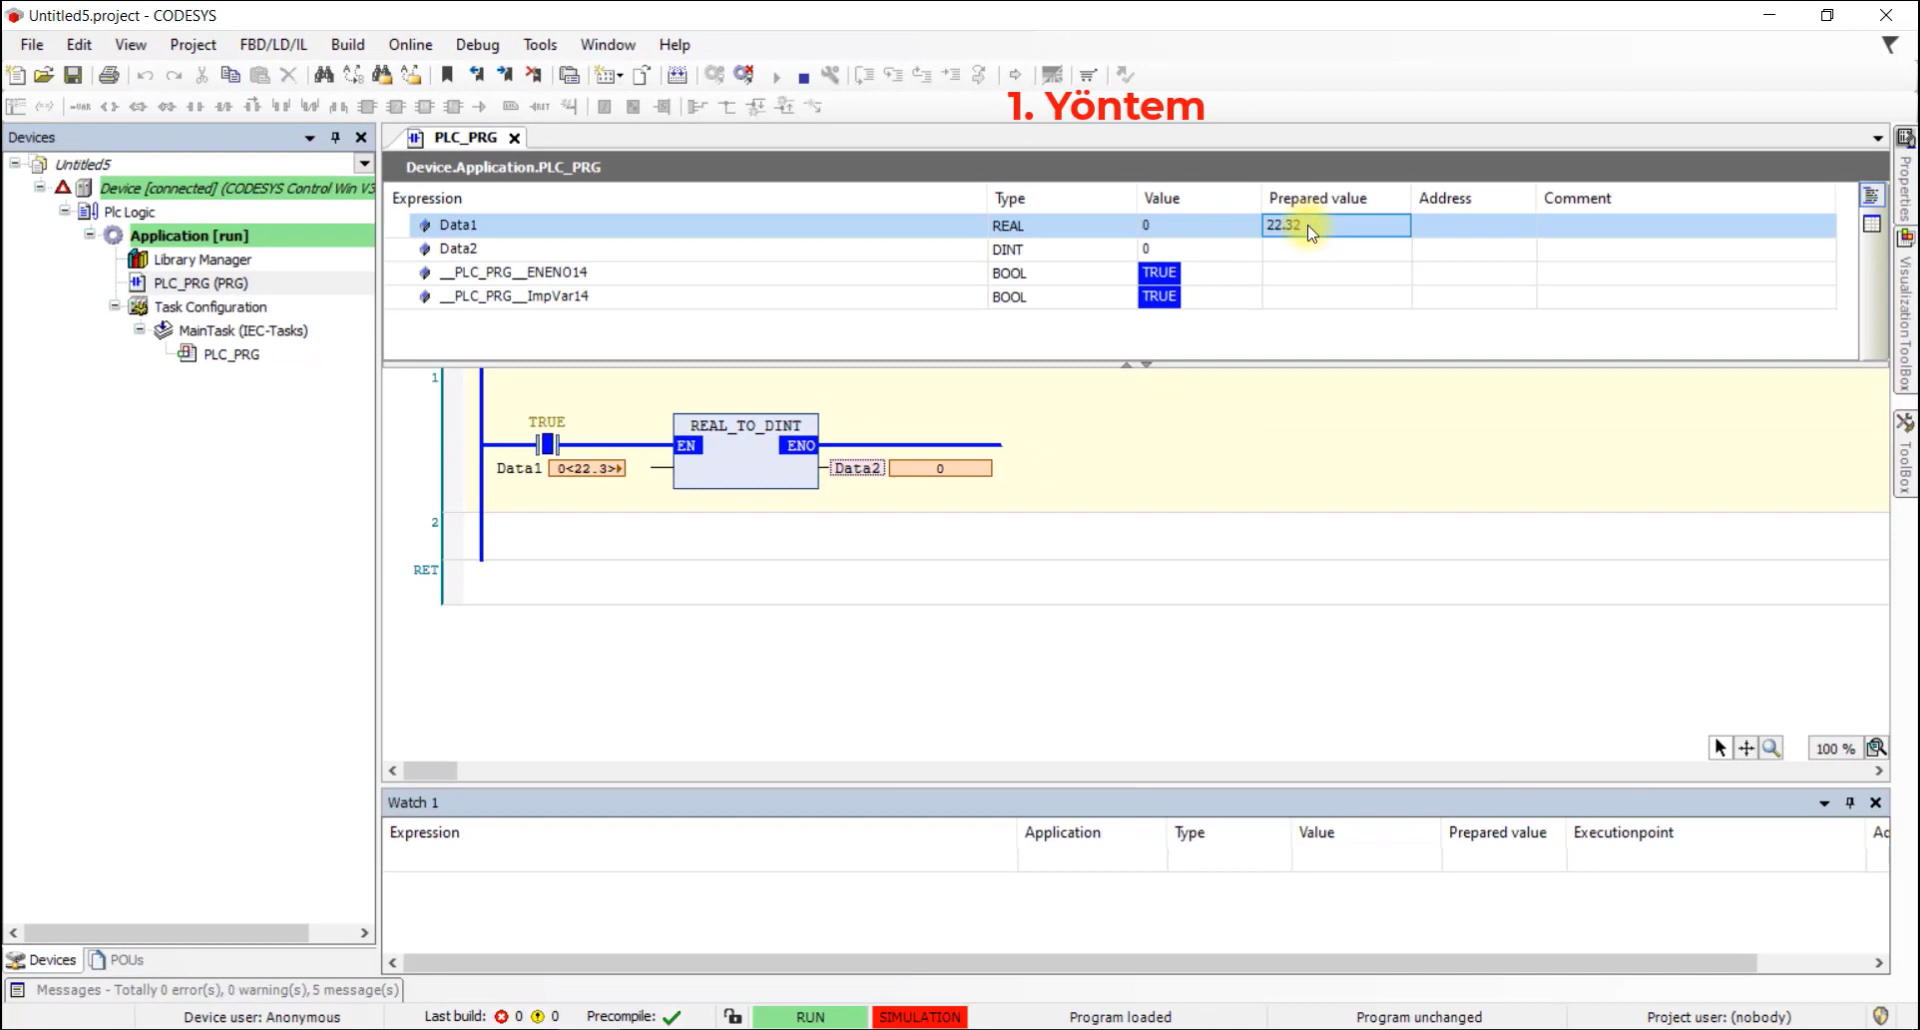 Untitled5.project - CODESYS
File Edit View Project FBD/LD/IL Build Online Debug Tools Window Help
1. Yöntem
Devices
PLC_PRG
Untitled5
Device [connected] (CODESYS Control Win V3
Plc Logic
Application [run]
Library Manager
PLC_PRG (PRG)
Task Configuration
MainTask (IEC-Tasks)
PLC_PRG
Device.Application.PLC_PRG
Expression Type Value Prepared value Address Comment
Data1 REAL 0 22.32
Data2 DINT 0
__PLC_PRG__ENENO14 BOOL TRUE
__PLC_PRG__ImpVar14 BOOL TRUE
1
TRUE
REAL_TO_DINT
EN ENO
Data1 0<22.3> Data2 0
2
RET
100 %
Watch 1
Expression Application Type Value Prepared value Executionpoint Ad
Properties
Visualization ToolBox
ToolBox
Devices POUs
Messages - Totally 0 error(s), 0 warning(s), 5 message(s)
Device user: Anonymous Last build: 0 0 Precompile: RUN SIMULATION Program loaded Program unchanged Project user: (nobody)